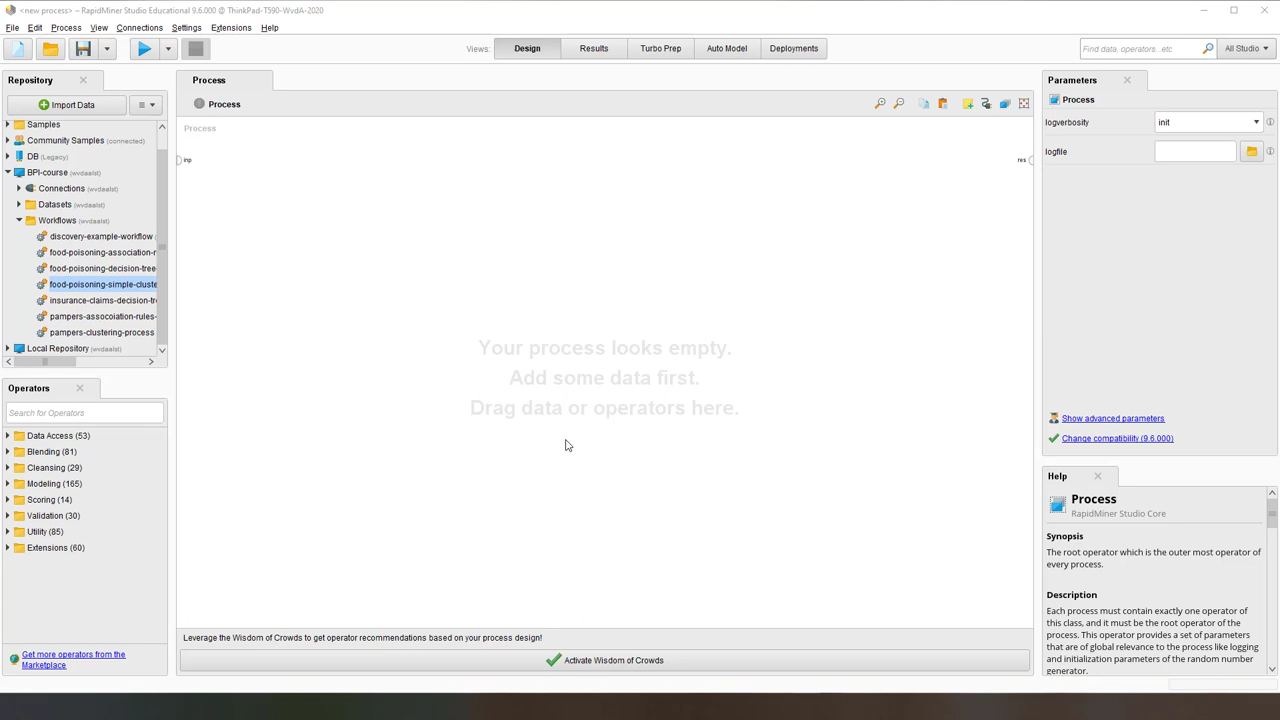 <new process> – RapidMiner Studio Educational 9.6.000 @ ThinkPad-T590-WvdA-2020
File Edit Process View Connections Settings Extensions Help
Views: Design Results Turbo Prep Auto Model Deployments
Find data, operators...etc
All Studio
Repository
Import Data
Samples
Community Samples (connected)
DB (Legacy)
BPI-course (wvdaalst)
Connections (wvdaalst)
Datasets (wvdaalst)
Workflows (wvdaalst)
discovery-example-workflow
food-poisoning-association-r
food-poisoning-decision-tree-
food-poisoning-simple-cluste
insurance-claims-decision-tre
pampers-assocoiation-rules-
pampers-clustering-process
Local Repository (wvdaalst)
Operators
Search for Operators
Data Access (53)
Blending (81)
Cleansing (29)
Modeling (165)
Scoring (14)
Validation (30)
Utility (85)
Extensions (60)
Get more operators from the
Marketplace
Process
Process
Process
inp
res
Your process looks empty.
Add some data first.
Drag data or operators here.
Leverage the Wisdom of Crowds to get operator recommendations based on your process design!
Activate Wisdom of Crowds
Parameters
Process
logverbosity
init
logfile
Show advanced parameters
Change compatibility (9.6.000)
Help
Process
RapidMiner Studio Core
Synopsis
The root operator which is the outer most operator of
every process.
Description
Each process must contain exactly one operator of
this class, and it must be the root operator of the
process. This operator provides a set of parameters
that are of global relevance to the process like logging
and initialization parameters of the random number
generator.